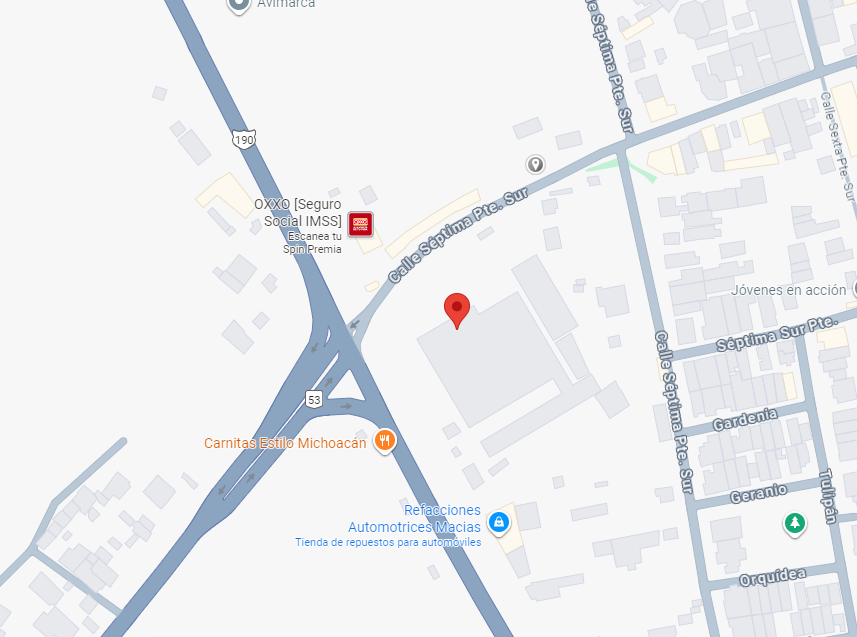 Avimarca
Calle Séptima Pte. Sur
190
Calle Sexta Pte. Sur
OXXO [Seguro
Social IMSS]
Escanea tu
Spin Premia
Calle Séptima Pte. Sur
Jóvenes en acción
Séptima Sur Pte.
Calle Séptima Pte. Sur
53
Gardenia
Carnitas Estilo Michoacán
Geranio
Tulipán
Refacciones
Automotrices Macias
Tienda de repuestos para automóviles
Orquídea